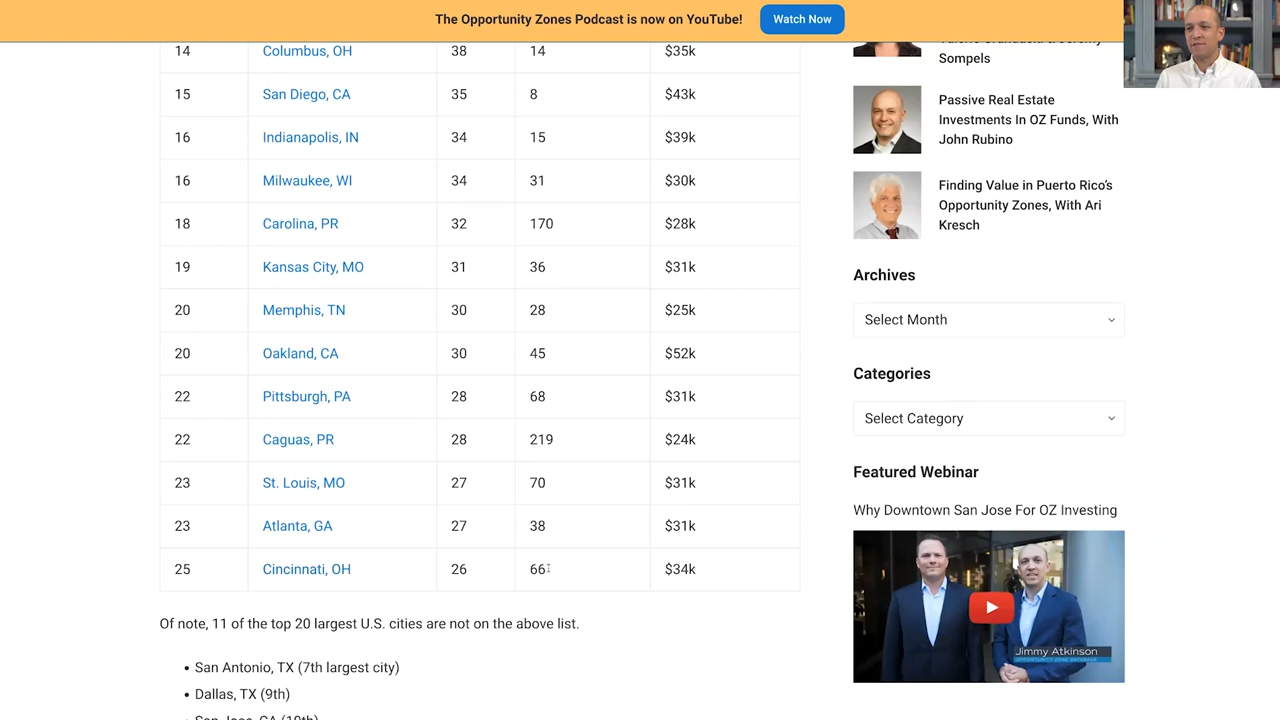 The Opportunity Zones Podcast is now on YouTube! Watch Now
14 Columbus, OH 38 14 $35k
15 San Diego, CA 35 8 $43k
16 Indianapolis, IN 34 15 $39k
16 Milwaukee, WI 34 31 $30k
18 Carolina, PR 32 170 $28k
19 Kansas City, MO 31 36 $31k
20 Memphis, TN 30 28 $25k
20 Oakland, CA 30 45 $52k
22 Pittsburgh, PA 28 68 $31k
22 Caguas, PR 28 219 $24k
23 St. Louis, MO 27 70 $31k
23 Atlanta, GA 27 38 $31k
25 Cincinnati, OH 26 66 $34k
Of note, 11 of the top 20 largest U.S. cities are not on the above list.
• San Antonio, TX (7th largest city)
• Dallas, TX (9th)
• San Jose, CA (10th)
Sompels
Passive Real Estate
Investments In OZ Funds, With
John Rubino
Finding Value in Puerto Rico's
Opportunity Zones, With Ari
Kresch
Archives
Select Month
Categories
Select Category
Featured Webinar
Why Downtown San Jose For OZ Investing
Jimmy Atkinson
OPPORTUNITY ZONE DATABASE